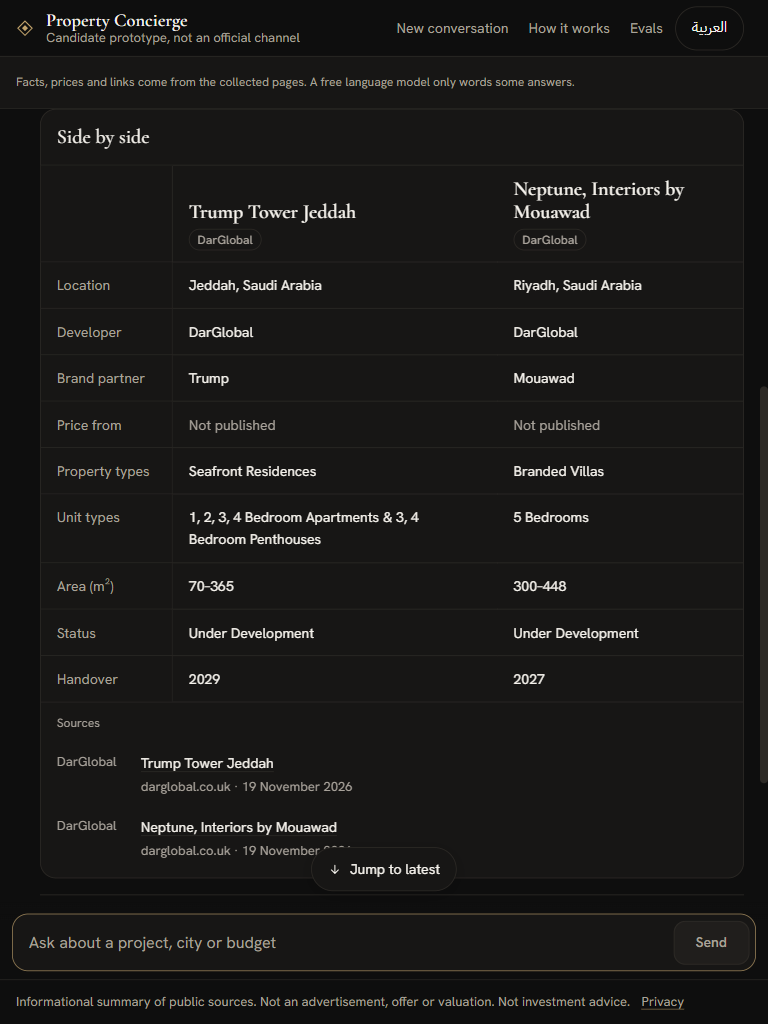 Property Concierge
Candidate prototype, not an official channel
New conversation How it works Evals العربية
Facts, prices and links come from the collected pages. A free language model only words some answers.
Side by side
Trump Tower Jeddah
DarGlobal
Neptune, Interiors by
Mouawad
DarGlobal
Location Jeddah, Saudi Arabia Riyadh, Saudi Arabia
Developer DarGlobal DarGlobal
Brand partner Trump Mouawad
Price from Not published Not published
Property types Seafront Residences Branded Villas
Unit types 1, 2, 3, 4 Bedroom Apartments & 3, 4 5 Bedrooms
Bedroom Penthouses
Area (m²) 70–365 300–448
Status Under Development Under Development
Handover 2029 2027
Sources
DarGlobal Trump Tower Jeddah
darglobal.co.uk · 19 November 2026
DarGlobal Neptune, Interiors by Mouawad
darglobal.co.uk · 19 November
↓ Jump to latest
Ask about a project, city or budget Send
Informational summary of public sources. Not an advertisement, offer or valuation. Not investment advice. Privacy